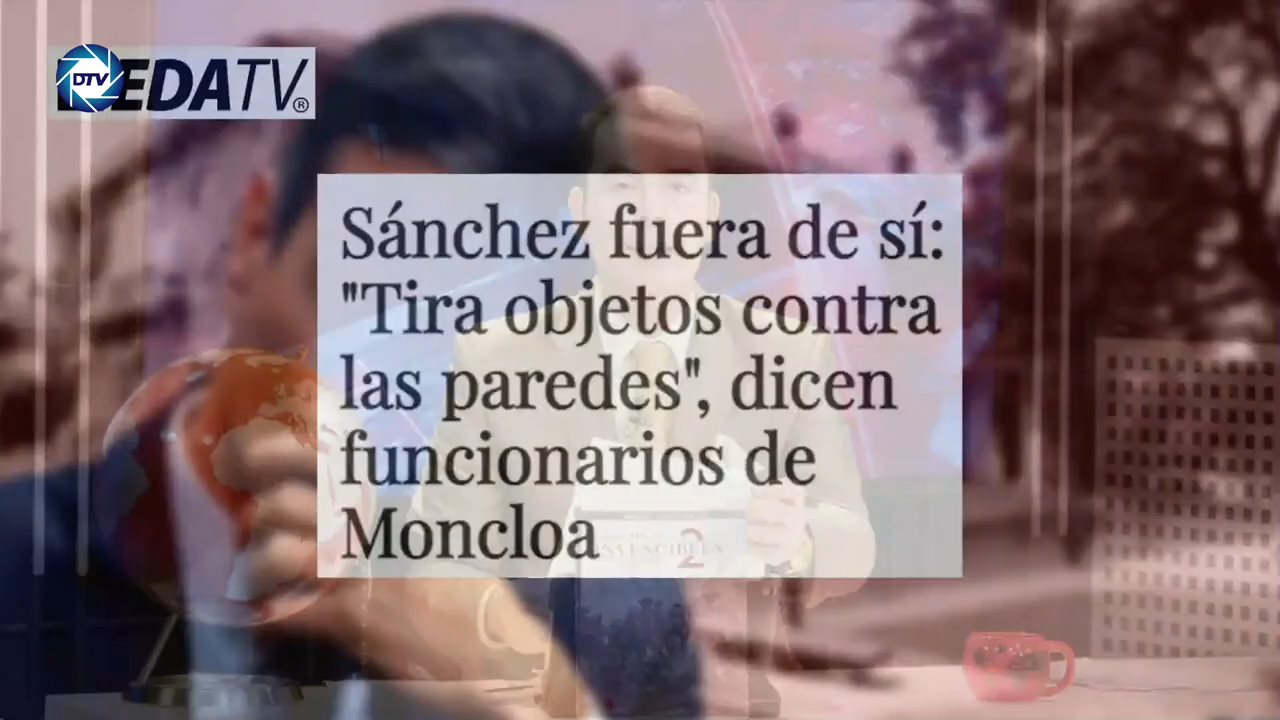 DTV
EDATV®
Sánchez fuera de sí:
"Tira objetos contra
las paredes", dicen
funcionarios de
Moncloa
2